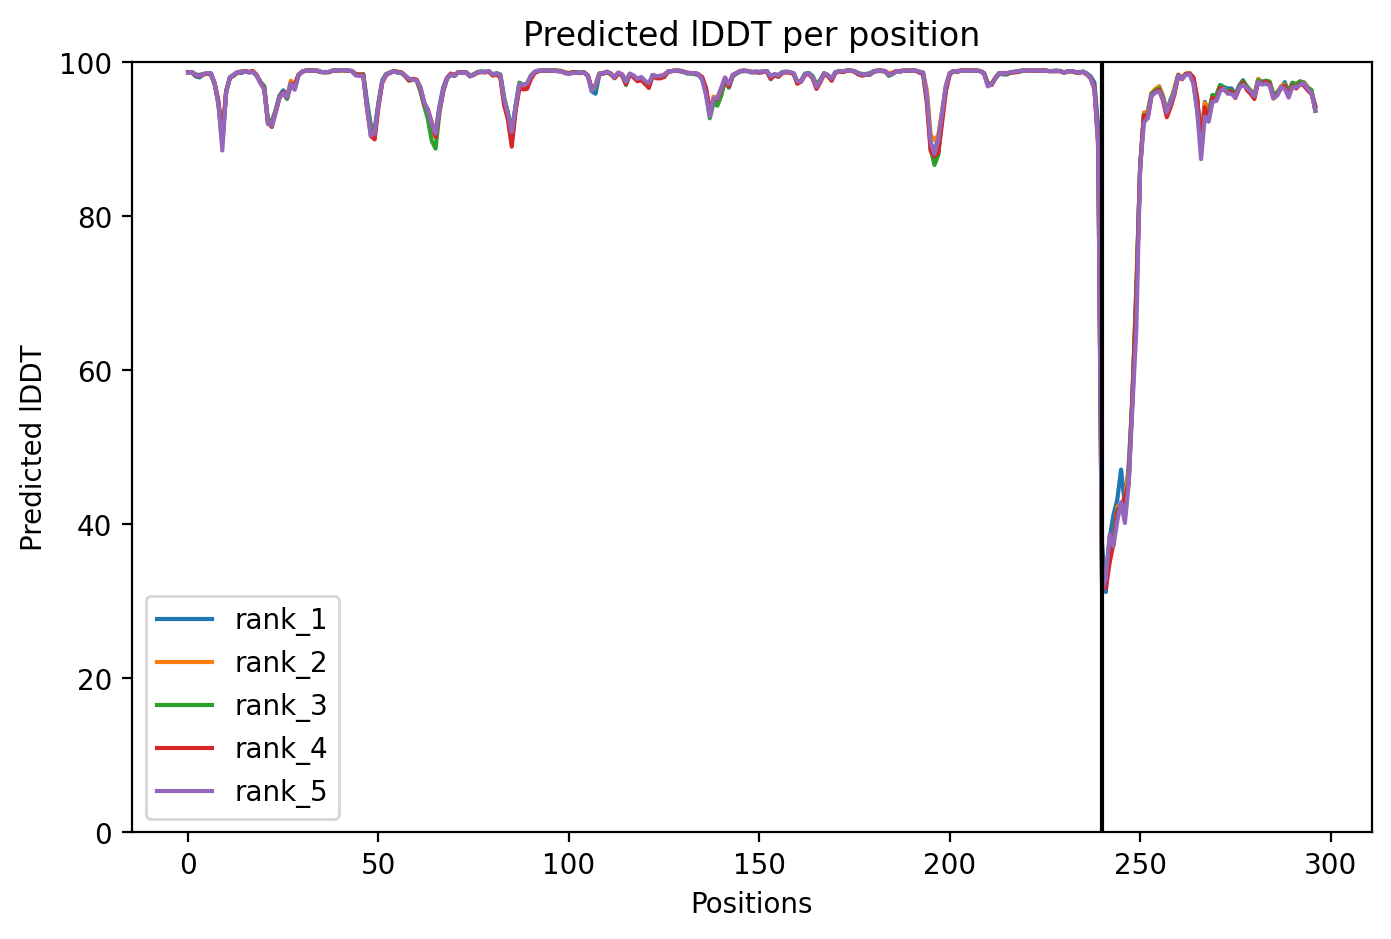 Predicted lDDT per position
100
80
60
40
20
0
Predicted lDDT
rank_1
rank_2
rank_3
rank_4
rank_5
0 50 100 150 200 250 300
Positions